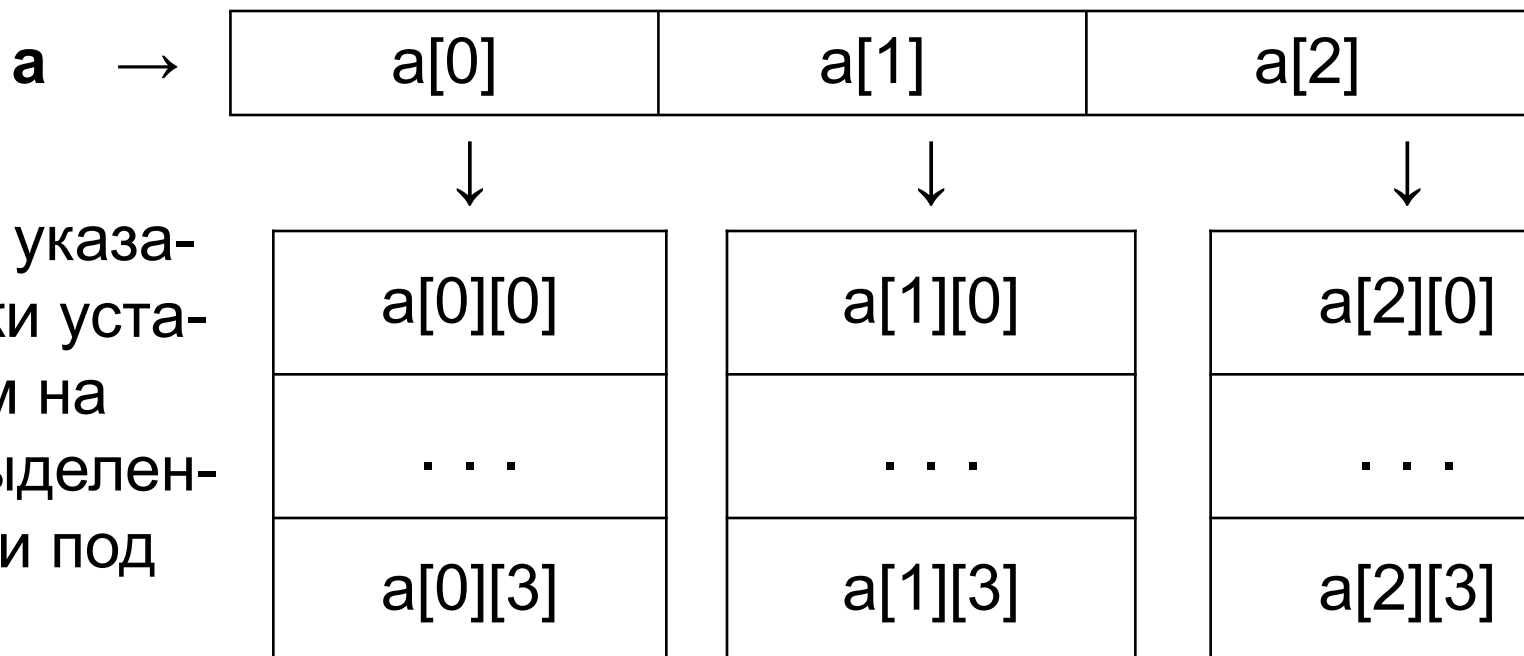 a → a[0] a[1] a[2]
↓ ↓ ↓
указа-
ки уста-
м на
ыделен-
и под
a[0][0] a[1][0] a[2][0]
. . . . . . . . .
a[0][3] a[1][3] a[2][3]